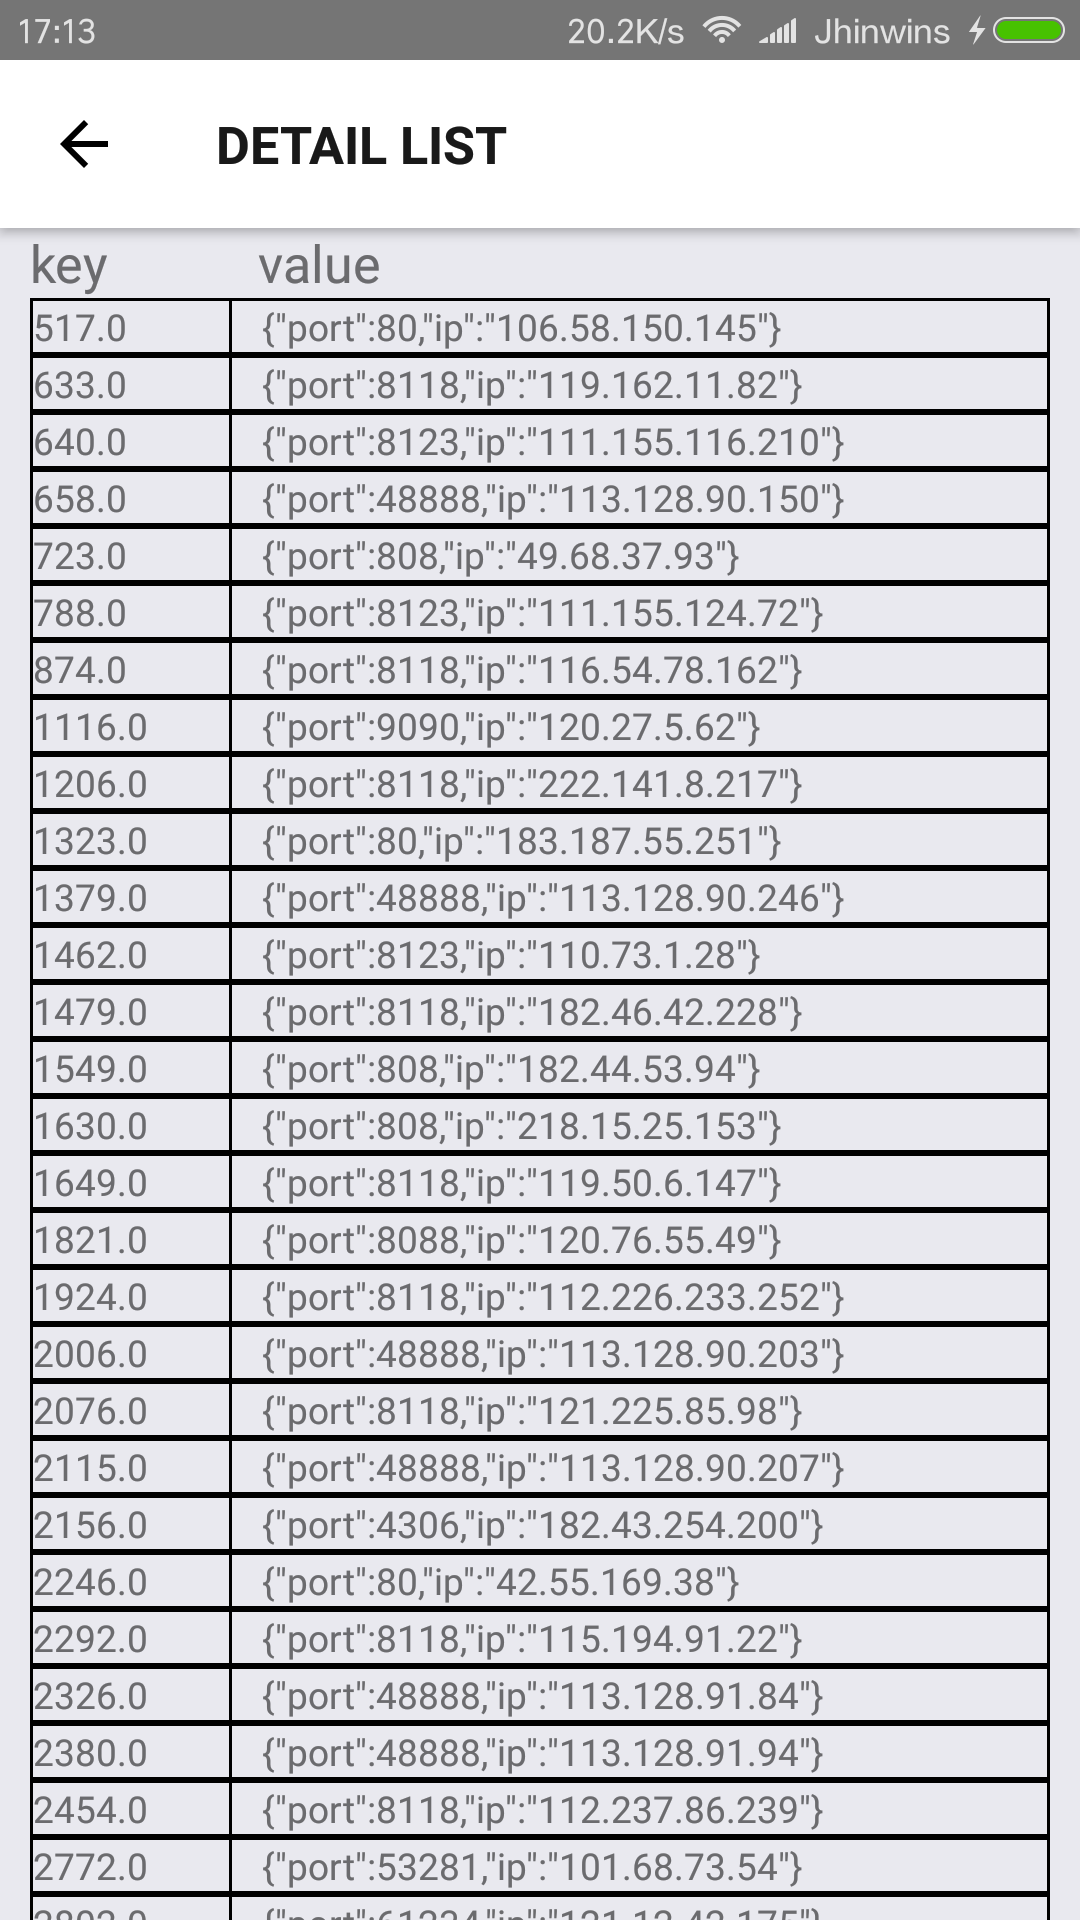 17:13 20.2K/s Jhinwins
DETAIL LIST
key value
517.0 {"port":80,"ip":"106.58.150.145"}
633.0 {"port":8118,"ip":"119.162.11.82"}
640.0 {"port":8123,"ip":"111.155.116.210"}
658.0 {"port":48888,"ip":"113.128.90.150"}
723.0 {"port":808,"ip":"49.68.37.93"}
788.0 {"port":8123,"ip":"111.155.124.72"}
874.0 {"port":8118,"ip":"116.54.78.162"}
1116.0 {"port":9090,"ip":"120.27.5.62"}
1206.0 {"port":8118,"ip":"222.141.8.217"}
1323.0 {"port":80,"ip":"183.187.55.251"}
1379.0 {"port":48888,"ip":"113.128.90.246"}
1462.0 {"port":8123,"ip":"110.73.1.28"}
1479.0 {"port":8118,"ip":"182.46.42.228"}
1549.0 {"port":808,"ip":"182.44.53.94"}
1630.0 {"port":808,"ip":"218.15.25.153"}
1649.0 {"port":8118,"ip":"119.50.6.147"}
1821.0 {"port":8088,"ip":"120.76.55.49"}
1924.0 {"port":8118,"ip":"112.226.233.252"}
2006.0 {"port":48888,"ip":"113.128.90.203"}
2076.0 {"port":8118,"ip":"121.225.85.98"}
2115.0 {"port":48888,"ip":"113.128.90.207"}
2156.0 {"port":4306,"ip":"182.43.254.200"}
2246.0 {"port":80,"ip":"42.55.169.38"}
2292.0 {"port":8118,"ip":"115.194.91.22"}
2326.0 {"port":48888,"ip":"113.128.91.84"}
2380.0 {"port":48888,"ip":"113.128.91.94"}
2454.0 {"port":8118,"ip":"112.237.86.239"}
2772.0 {"port":53281,"ip":"101.68.73.54"}